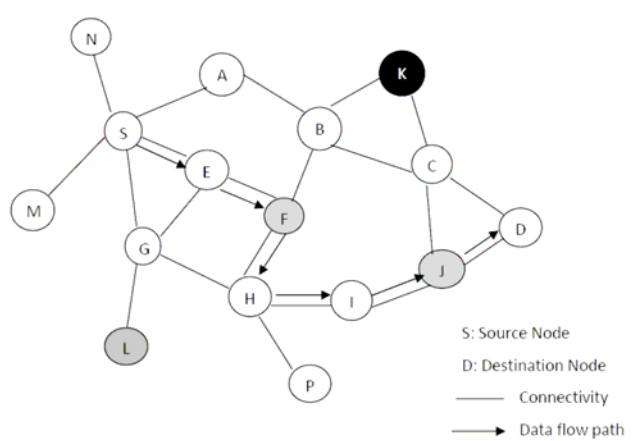 N
A
K
S
B
E
C
M
F
D
G
J
H
I
L
P
S: Source Node
D: Destination Node
Connectivity
Data flow path